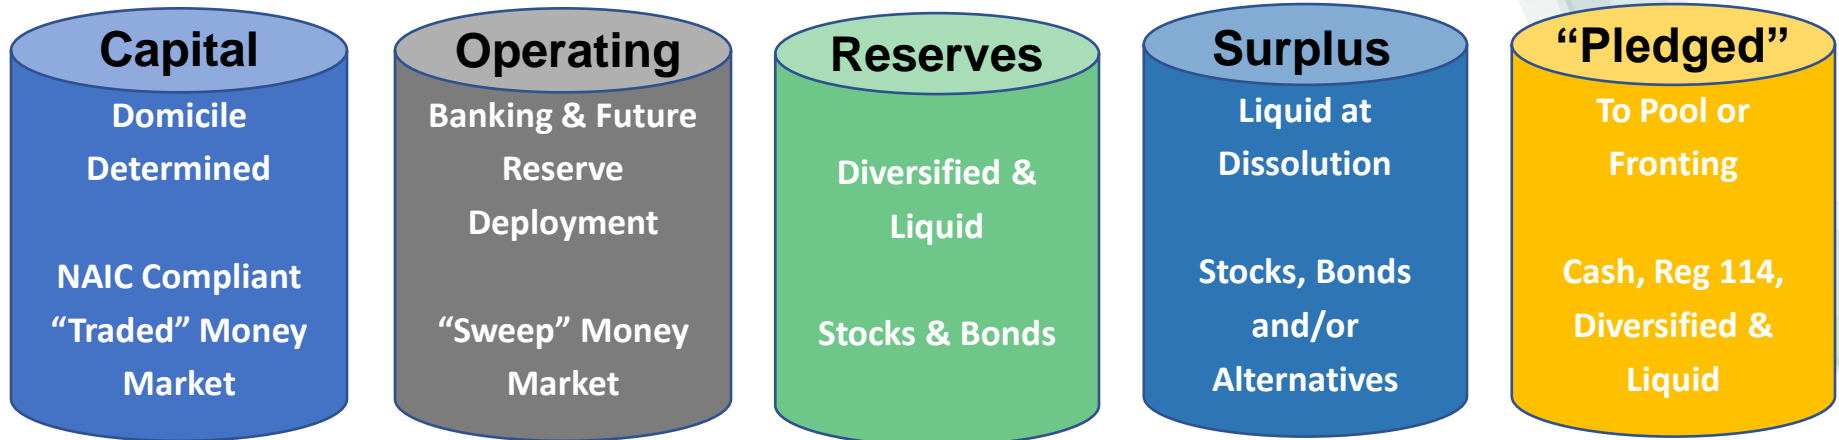 Capital
Domicile
Determined
NAIC Compliant
“Traded” Money
Market
Operating
Banking & Future
Reserve
Deployment
“Sweep” Money
Market
Reserves
Diversified &
Liquid
Stocks & Bonds
Surplus
Liquid at
Dissolution
Stocks, Bonds
and/or
Alternatives
“Pledged”
To Pool or
Fronting
Cash, Reg 114,
Diversified &
Liquid